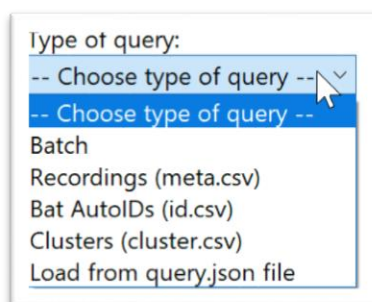 Type of query:
-- Choose type of query --
-- Choose type of query --
Batch
Recordings (meta.csv)
Bat AutoIDs (id.csv)
Clusters (cluster.csv)
Load from query.json file